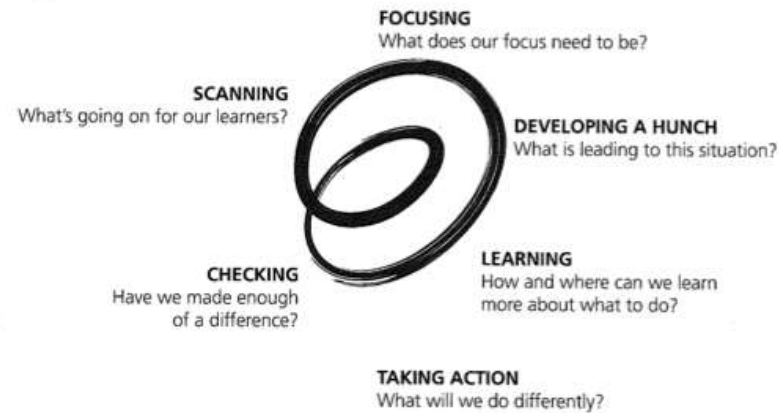 FOCUSING
What does our focus need to be?
SCANNING
What's going on for our learners?
DEVELOPING A HUNCH
What is leading to this situation?
LEARNING
How and where can we learn
more about what to do?
CHECKING
Have we made enough
of a difference?
TAKING ACTION
What will we do differently?